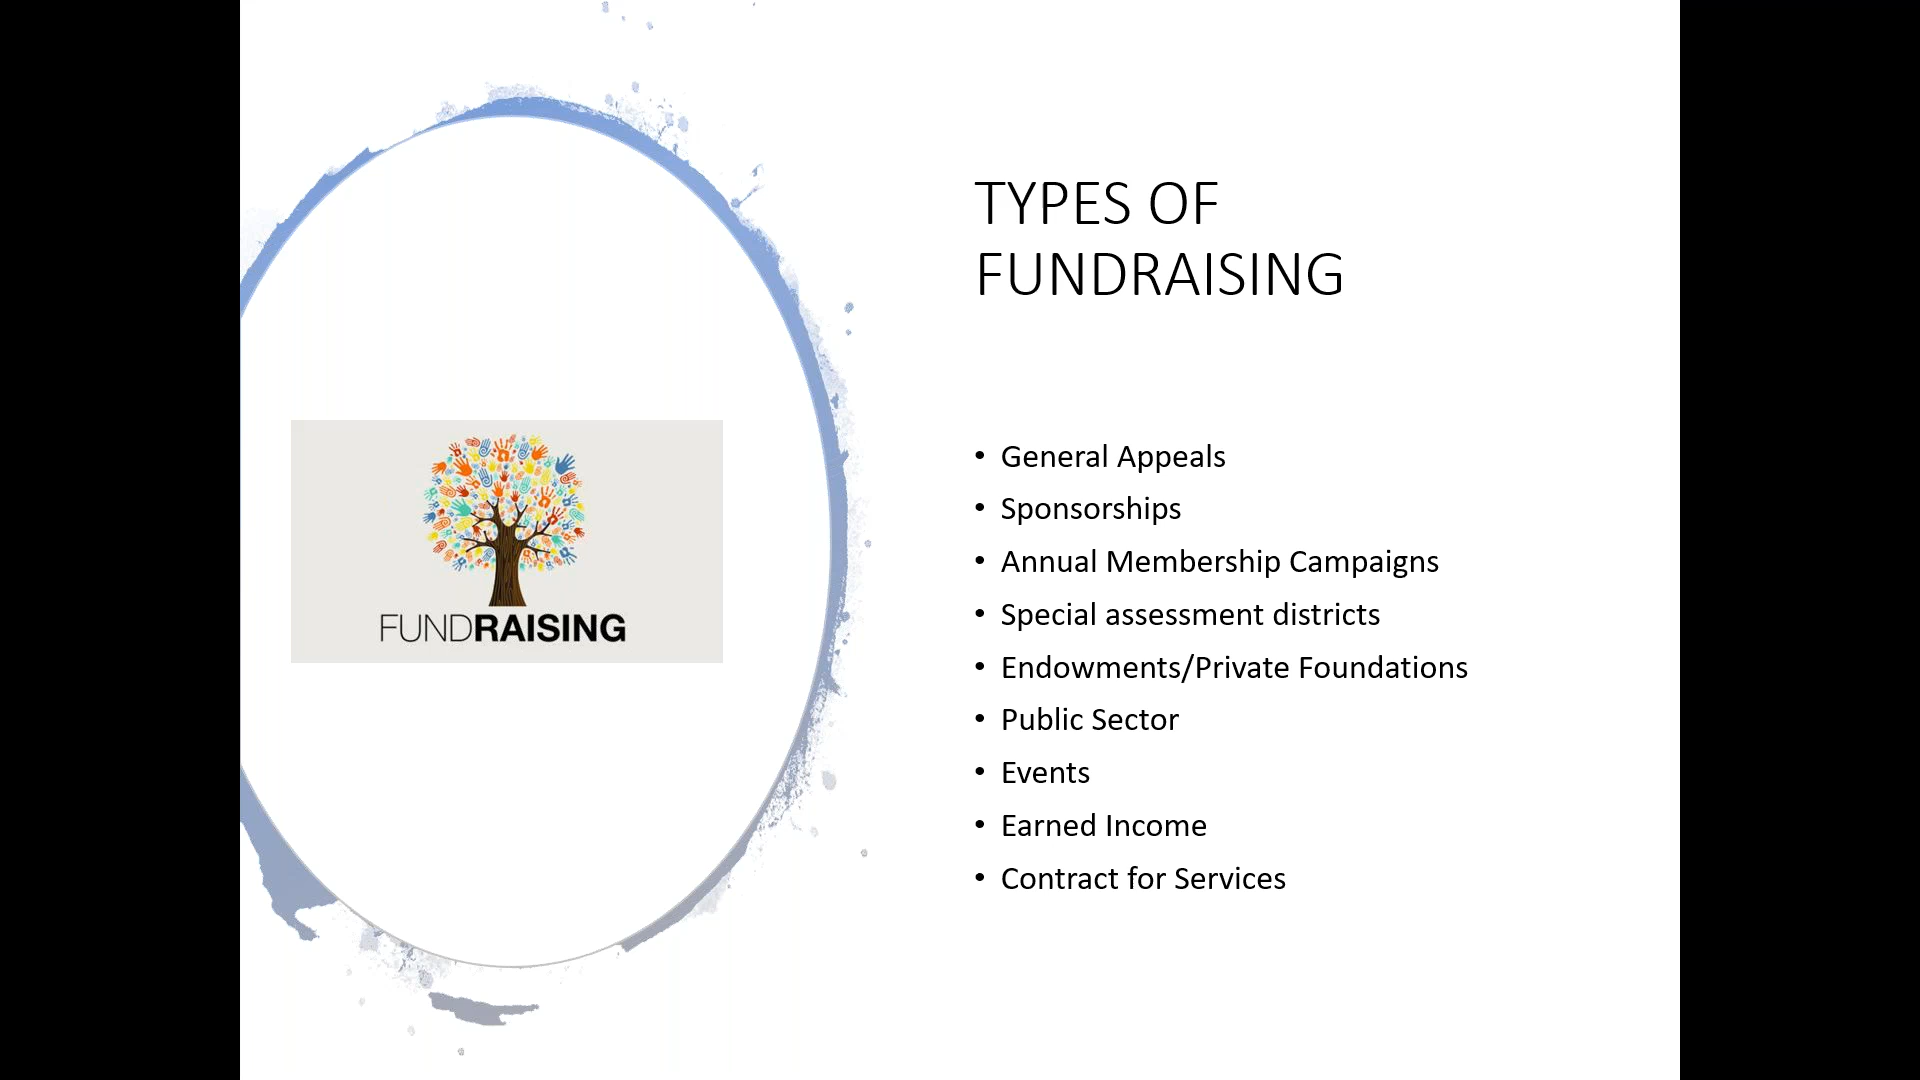 TYPES OF
FUNDRAISING
• General Appeals
• Sponsorships
• Annual Membership Campaigns
• Special assessment districts
• Endowments/Private Foundations
• Public Sector
• Events
• Earned Income
• Contract for Services
FUNDRAISING